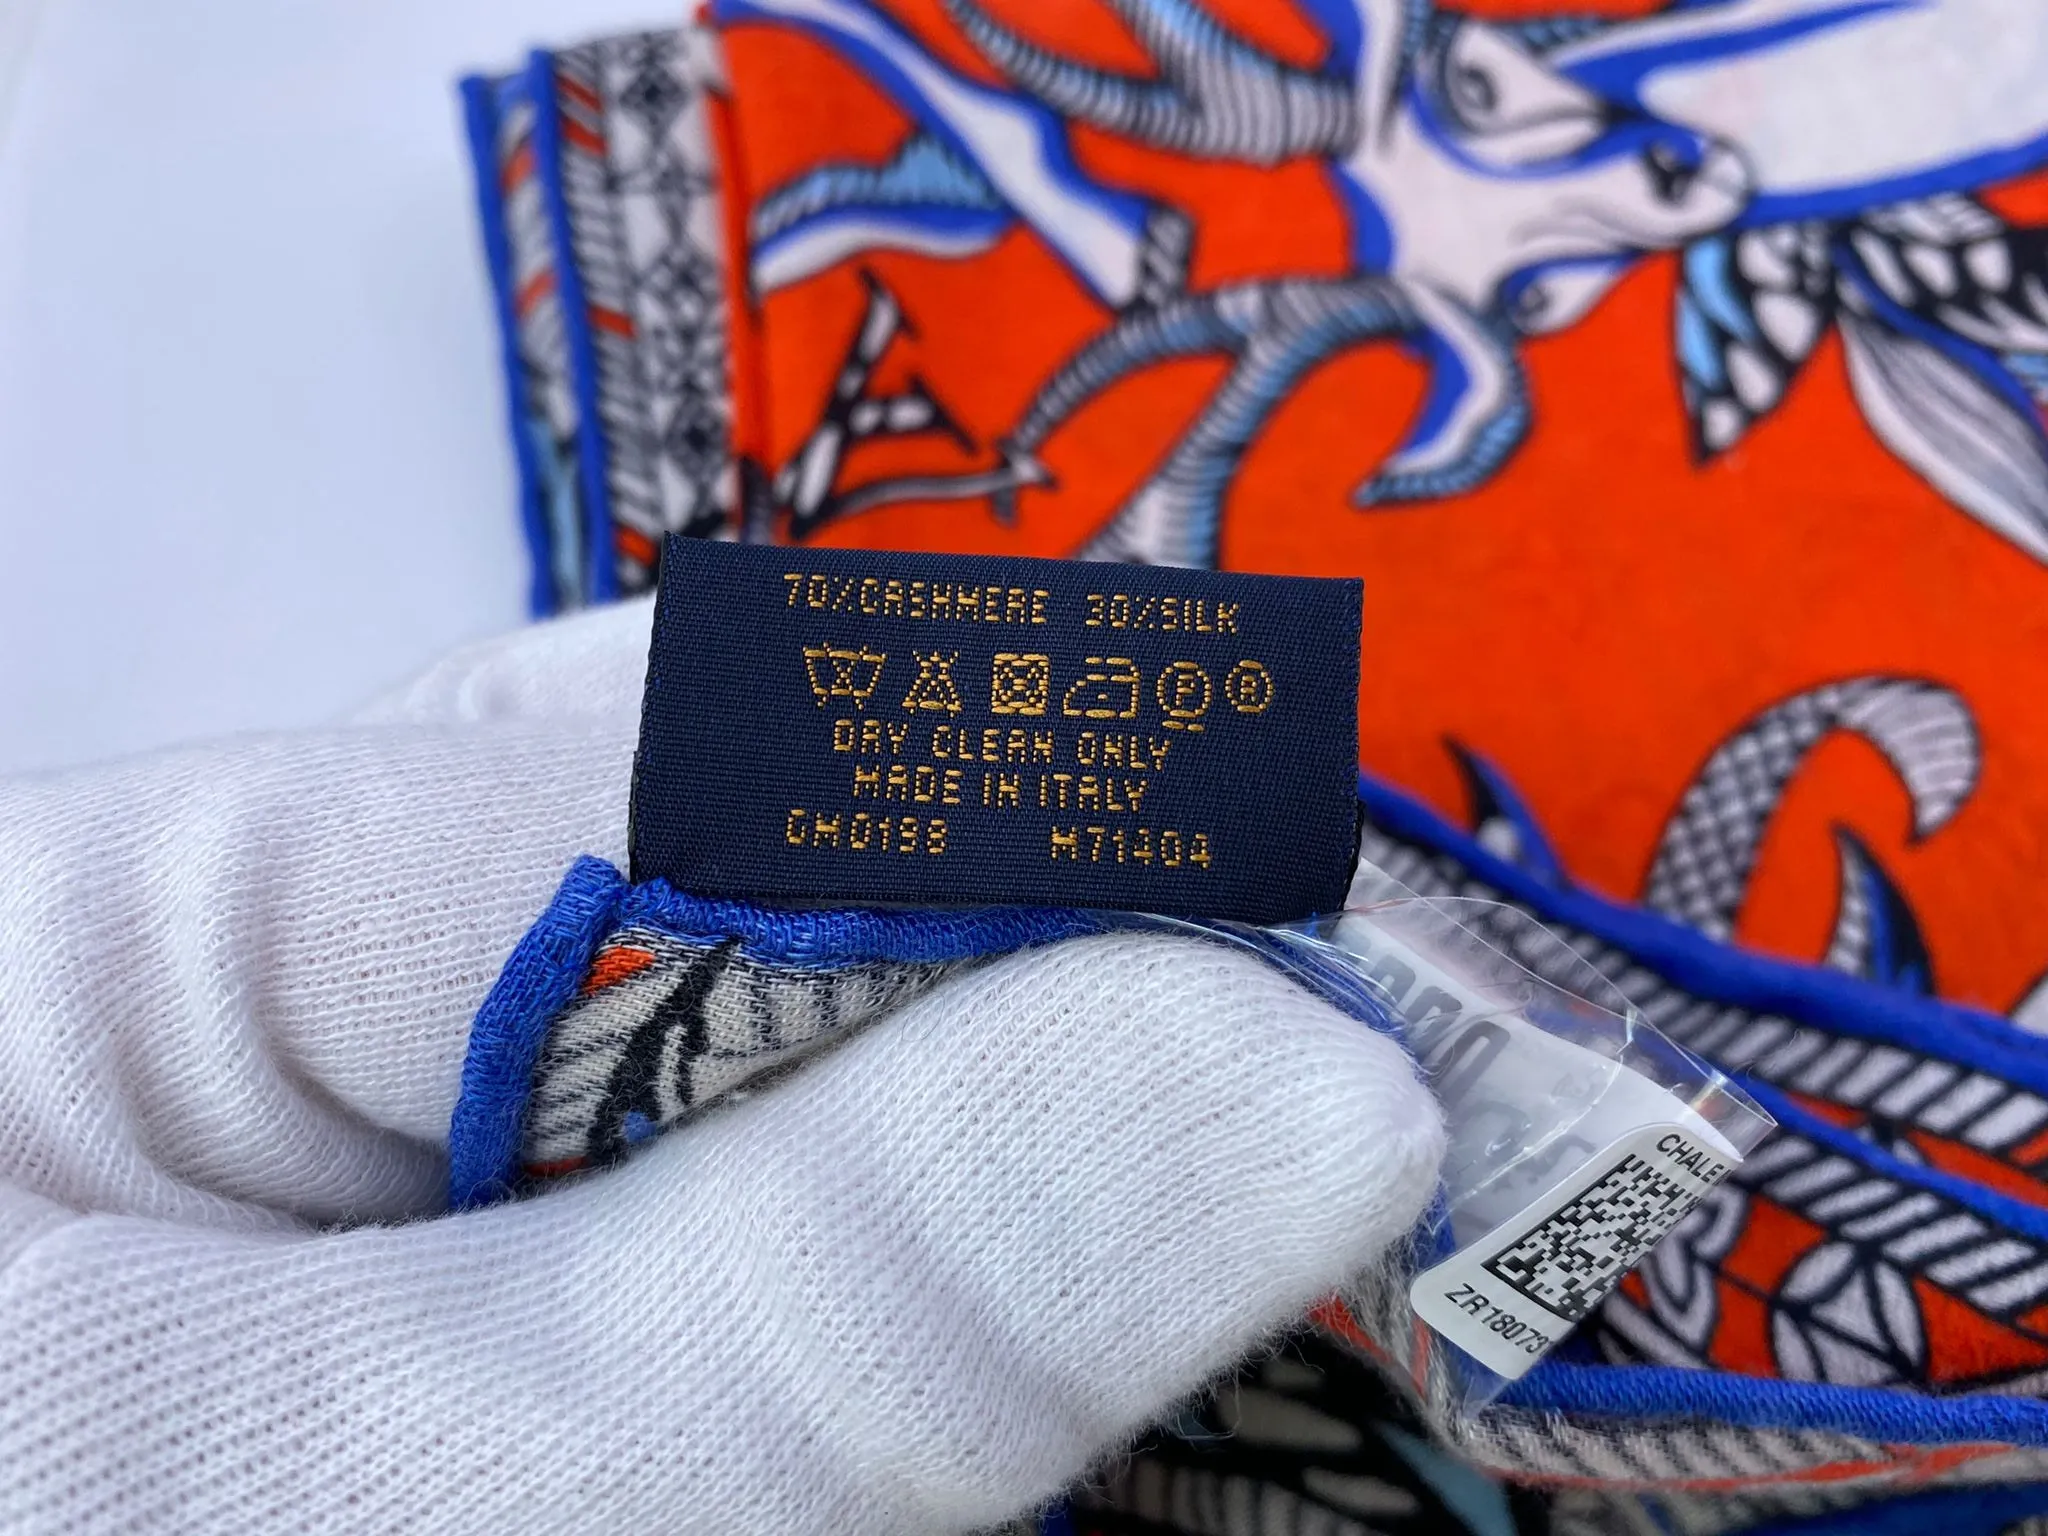 70%CASHMERE 30%SILK
P R
DRY CLEAN ONLY
MADE IN ITALY
GM0198 M71404
CHALE
ZR18073